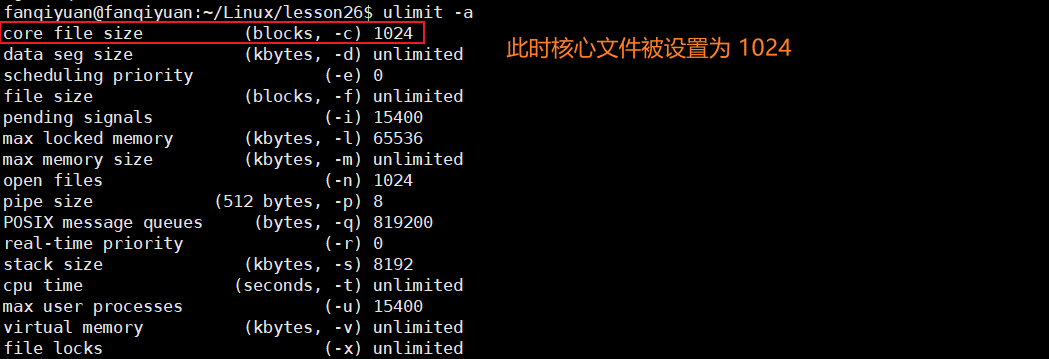 fanqiyuan@fanqiyuan:~/Linux/lesson26$ ulimit -a
core file size (blocks, -c) 1024
此时核心文件被设置为 1024
data seg size (kbytes, -d) unlimited
scheduling priority (-e) 0
file size (blocks, -f) unlimited
pending signals (-i) 15400
max locked memory (kbytes, -l) 65536
max memory size (kbytes, -m) unlimited
open files (-n) 1024
pipe size (512 bytes, -p) 8
POSIX message queues (bytes, -q) 819200
real-time priority (-r) 0
stack size (kbytes, -s) 8192
cpu time (seconds, -t) unlimited
max user processes (-u) 15400
virtual memory (kbytes, -v) unlimited
file locks (-x) unlimited